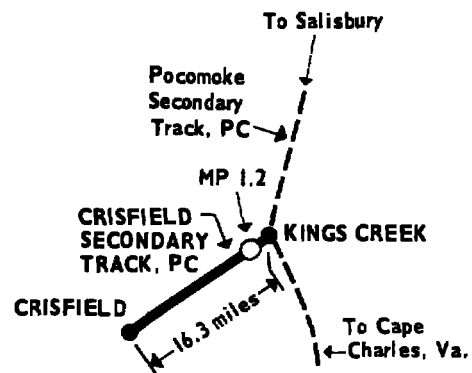 To Salisbury
Pocomoke
Secondary
Track, PC
MP 1.2
CRISFIELD
SECONDARY
TRACK, PC
KINGS CREEK
CRISFIELD
16.3 miles
To Cape
Charles, Va.